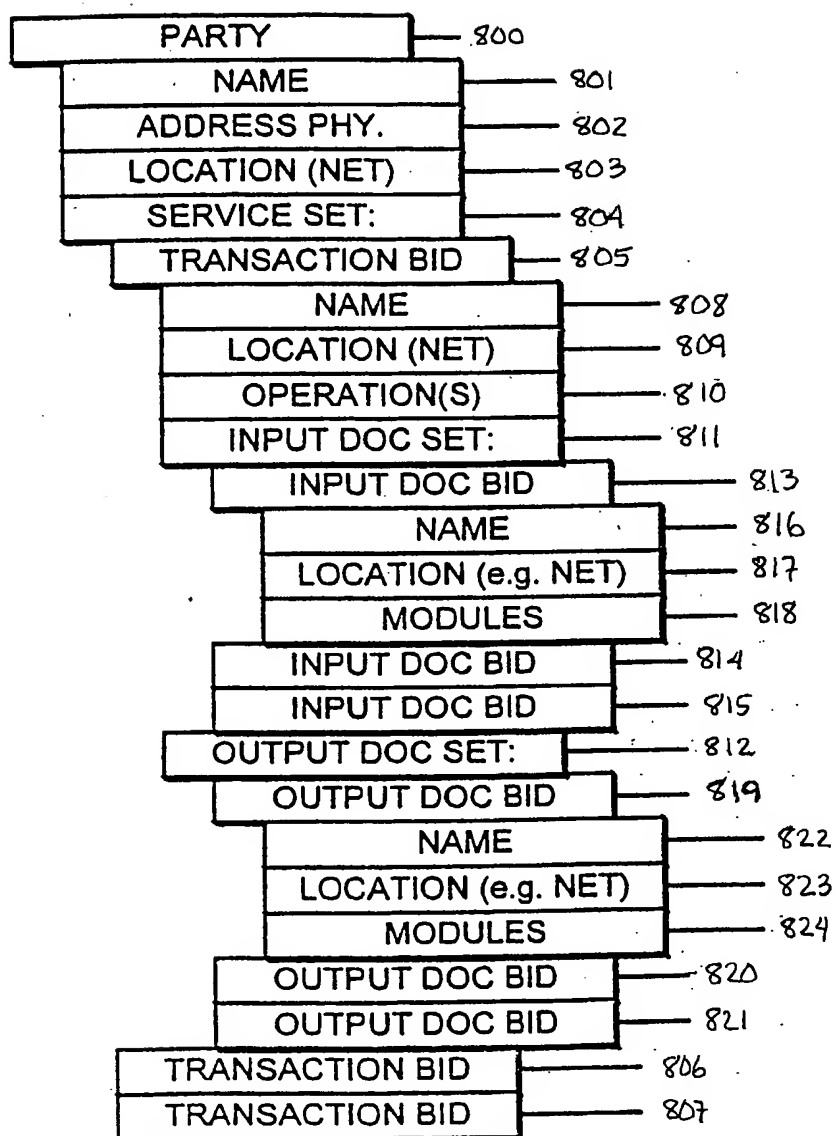 PARTY 800
NAME 801
ADDRESS PHY. 802
LOCATION (NET) 803
SERVICE SET: 804
TRANSACTION BID 805
NAME 808
LOCATION (NET) 809
OPERATION(S) 810
INPUT DOC SET: 811
INPUT DOC BID 813
NAME 816
LOCATION (e.g. NET) 817
MODULES 818
INPUT DOC BID 814
INPUT DOC BID 815
OUTPUT DOC SET: 812
OUTPUT DOC BID 819
NAME 822
LOCATION (e.g. NET) 823
MODULES 824
OUTPUT DOC BID 820
OUTPUT DOC BID 821
TRANSACTION BID 806
TRANSACTION BID 807